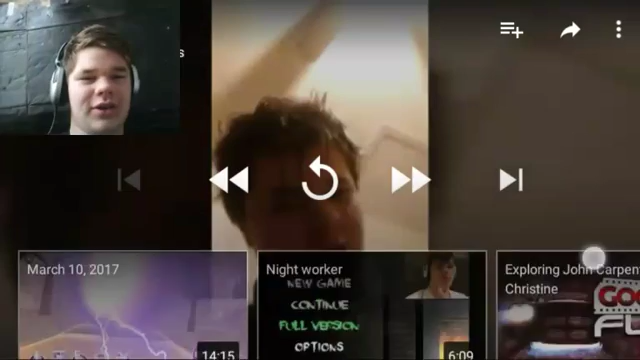 s
March 10, 2017
14:15
Night worker
NEW GAME
CONTINUE
FULL VERSION
OPTIONS
6:09
Exploring John Carpen
Christine